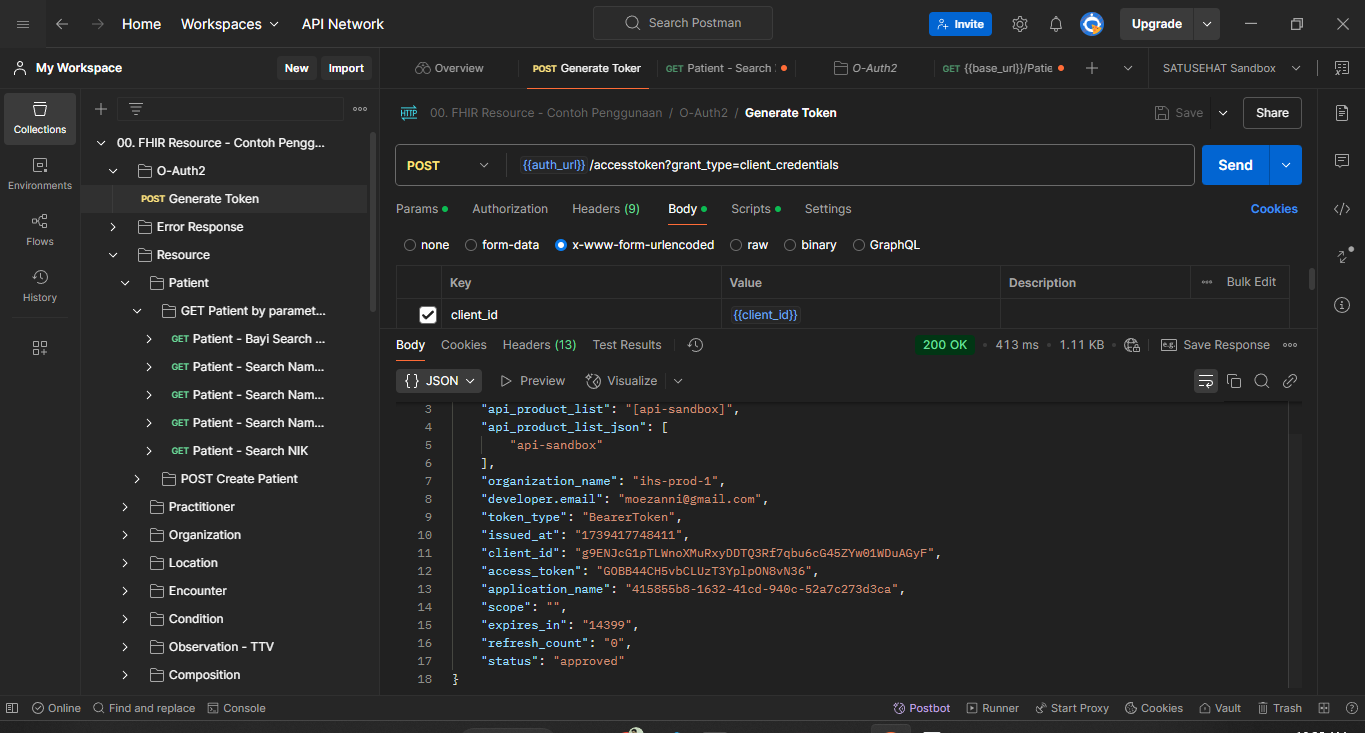 Home Workspaces API Network Search Postman Invite Upgrade
My Workspace New Import Overview POST Generate Token GET Patient - Search O-Auth2 GET {{base_url}}/Patie SATUSEHAT Sandbox
Collections
Environments
Flows
History
00. FHIR Resource - Contoh Pengg...
O-Auth2
POST Generate Token
Error Response
Resource
Patient
GET Patient by paramet...
GET Patient - Bayi Search ...
GET Patient - Search Nam...
GET Patient - Search Nam...
GET Patient - Search Nam...
GET Patient - Search NIK
POST Create Patient
Practitioner
Organization
Location
Encounter
Condition
Observation - TTV
Composition
HTTP 00. FHIR Resource - Contoh Penggunaan / O-Auth2 / Generate Token Save Share
POST {{auth_url}} /accesstoken?grant_type=client_credentials Send
Params Authorization Headers (9) Body Scripts Settings Cookies
none form-data x-www-form-urlencoded raw binary GraphQL
Key Value Description Bulk Edit
client_id {{client_id}}
Body Cookies Headers (13) Test Results 200 OK 413 ms 1.11 KB e.g. Save Response
{} JSON Preview Visualize
3 "api_product_list": "[api-sandbox]",
4 "api_product_list_json": [
5 "api-sandbox"
6 ],
7 "organization_name": "ihs-prod-1",
8 "developer.email": "moezanni@gmail.com",
9 "token_type": "BearerToken",
10 "issued_at": "1739417748411",
11 "client_id": "g9ENJcG1pTLWnoXMuRxyDDTQ3Rf7qbu6cG45ZYw01WDuAGyF",
12 "access_token": "GOBB44CH5vbCLUzT3YplpON8vN36",
13 "application_name": "415855b8-1632-41cd-940c-52a7c273d3ca",
14 "scope": "",
15 "expires_in": "14399",
16 "refresh_count": "0",
17 "status": "approved"
18 }
Online Find and replace Console Postbot Runner Start Proxy Cookies Vault Trash